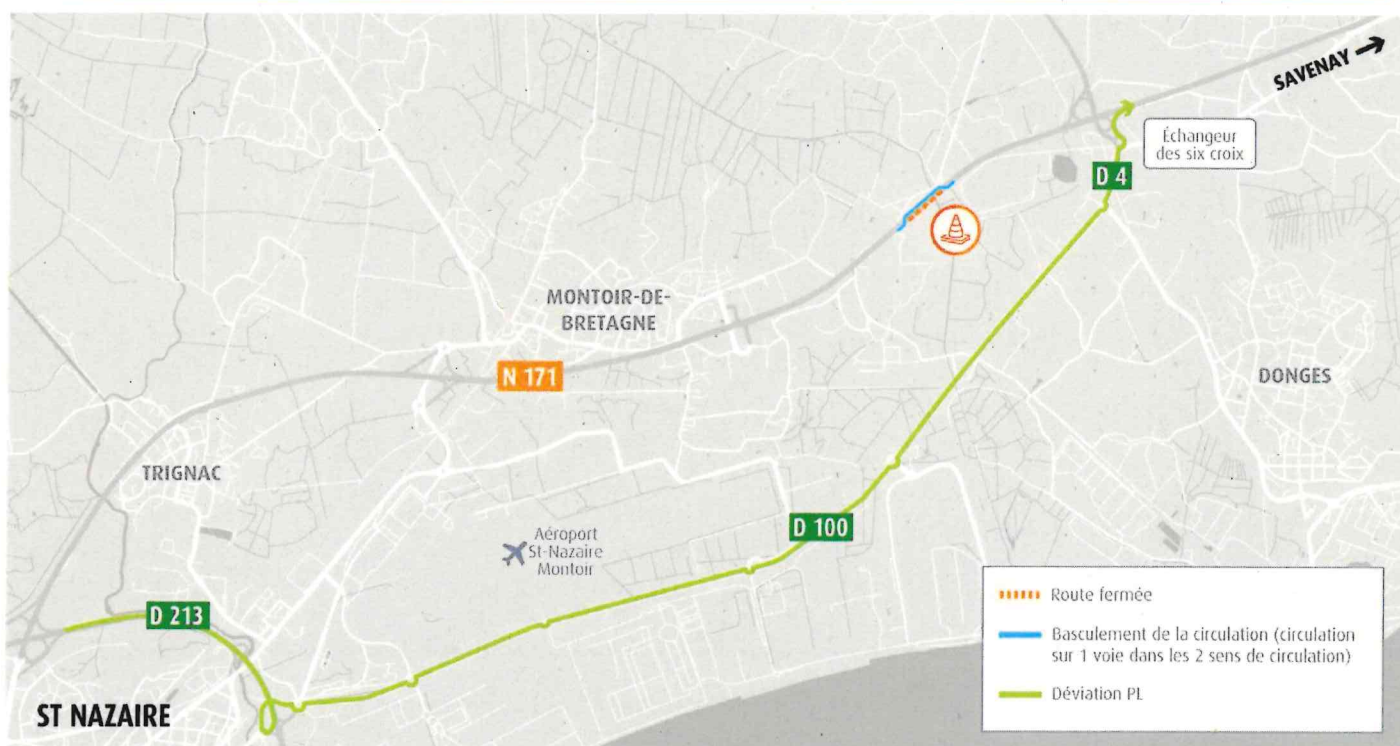 SAVENAY
Échangeur
des six croix
D 4
MONTOIR-DE-
BRETAGNE
N 171
DONGES
TRIGNAC
Aéroport
St-Nazaire
Montoir
D 100
D 213
ST NAZAIRE
Route fermée
Basculement de la circulation (circulation
sur 1 voie dans les 2 sens de circulation)
Déviation PL